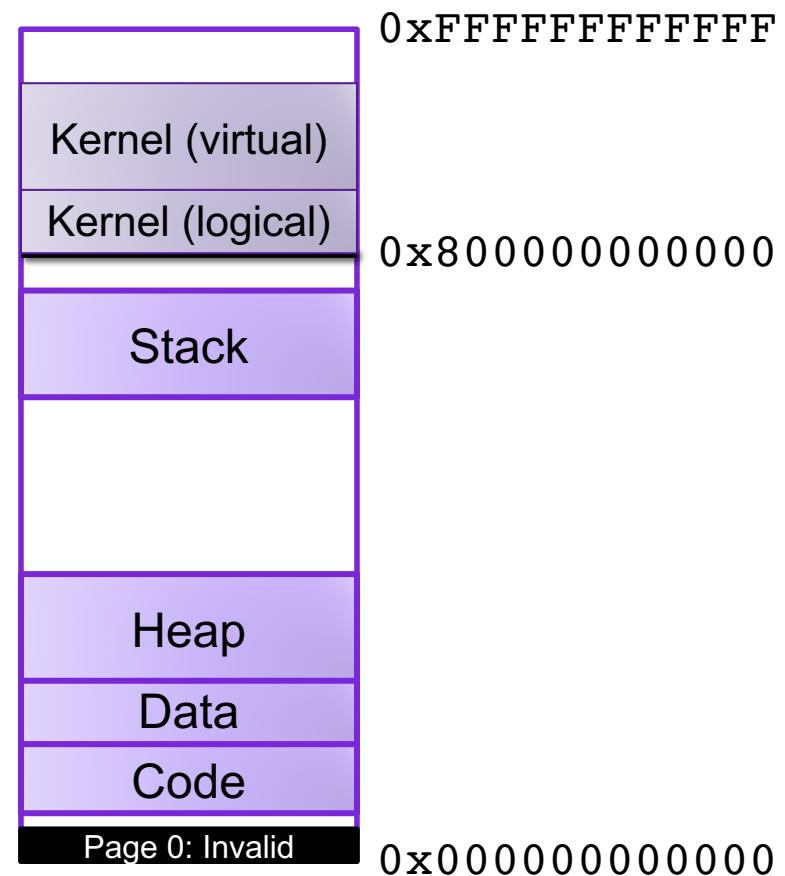 0xFFFFFFFFFFFF
Kernel (virtual)
Kernel (logical)
0x800000000000
Stack
Heap
Data
Code
Page 0: Invalid
0x000000000000